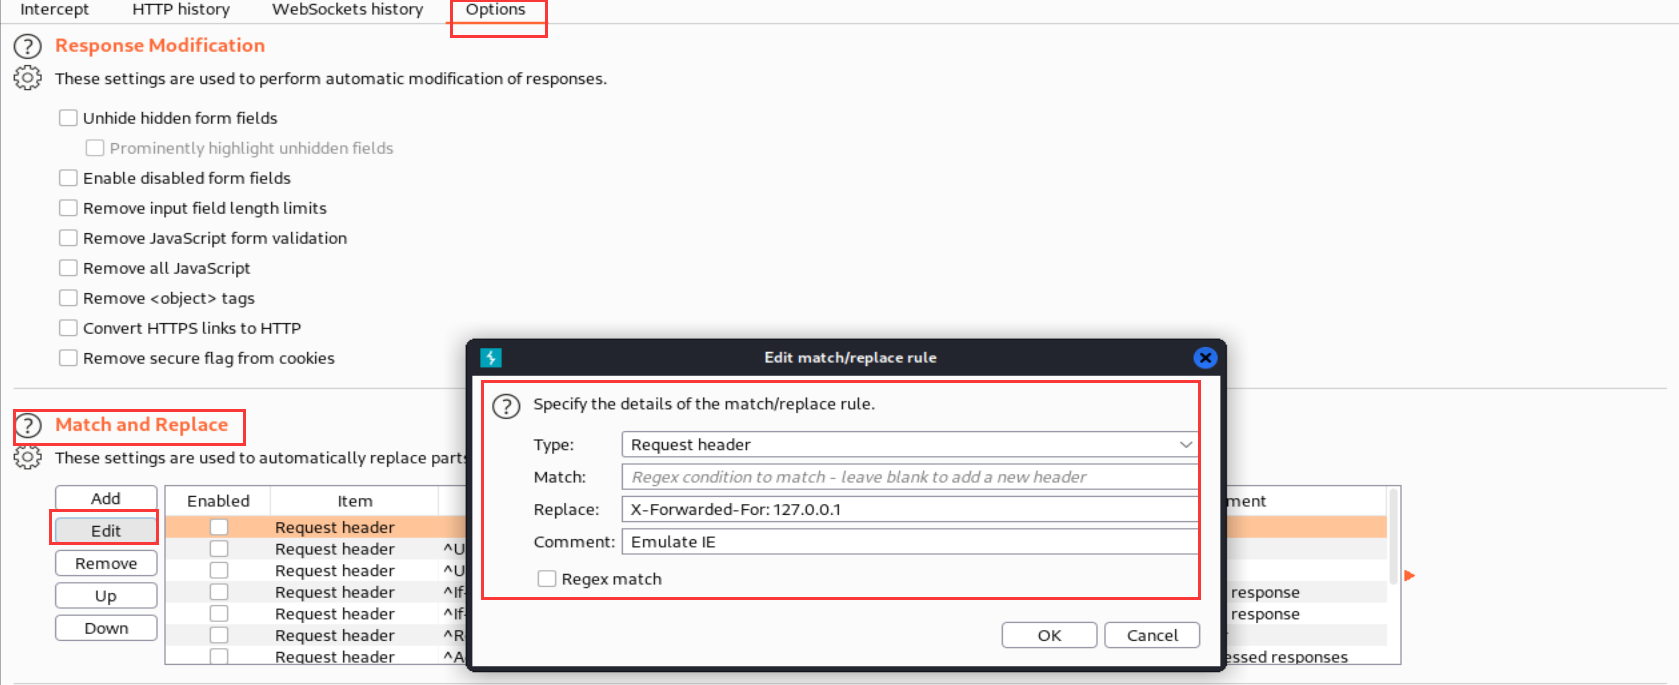 Intercept HTTP history WebSockets history Options
Response Modification
These settings are used to perform automatic modification of responses.
Unhide hidden form fields
Prominently highlight unhidden fields
Enable disabled form fields
Remove input field length limits
Remove JavaScript form validation
Remove all JavaScript
Remove <object> tags
Convert HTTPS links to HTTP
Remove secure flag from cookies
Match and Replace
These settings are used to automatically replace parts
Add
Edit
Remove
Up
Down
Enabled Item ment
Request header
Request header ^U
Request header ^U
Request header ^If- response
Request header ^If- response
Request header ^R
Request header ^A essed responses
Edit match/replace rule
Specify the details of the match/replace rule.
Type: Request header
Match: Regex condition to match - leave blank to add a new header
Replace: X-Forwarded-For: 127.0.0.1
Comment: Emulate IE
Regex match
OK Cancel